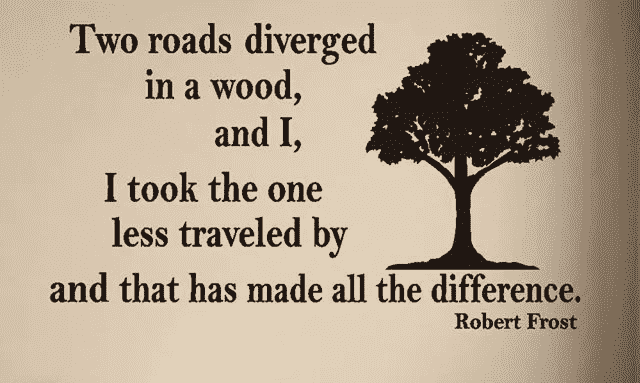 Two roads diverged
in a wood,
and I,
I took the one
less traveled by
and that has made all the difference.
Robert Frost